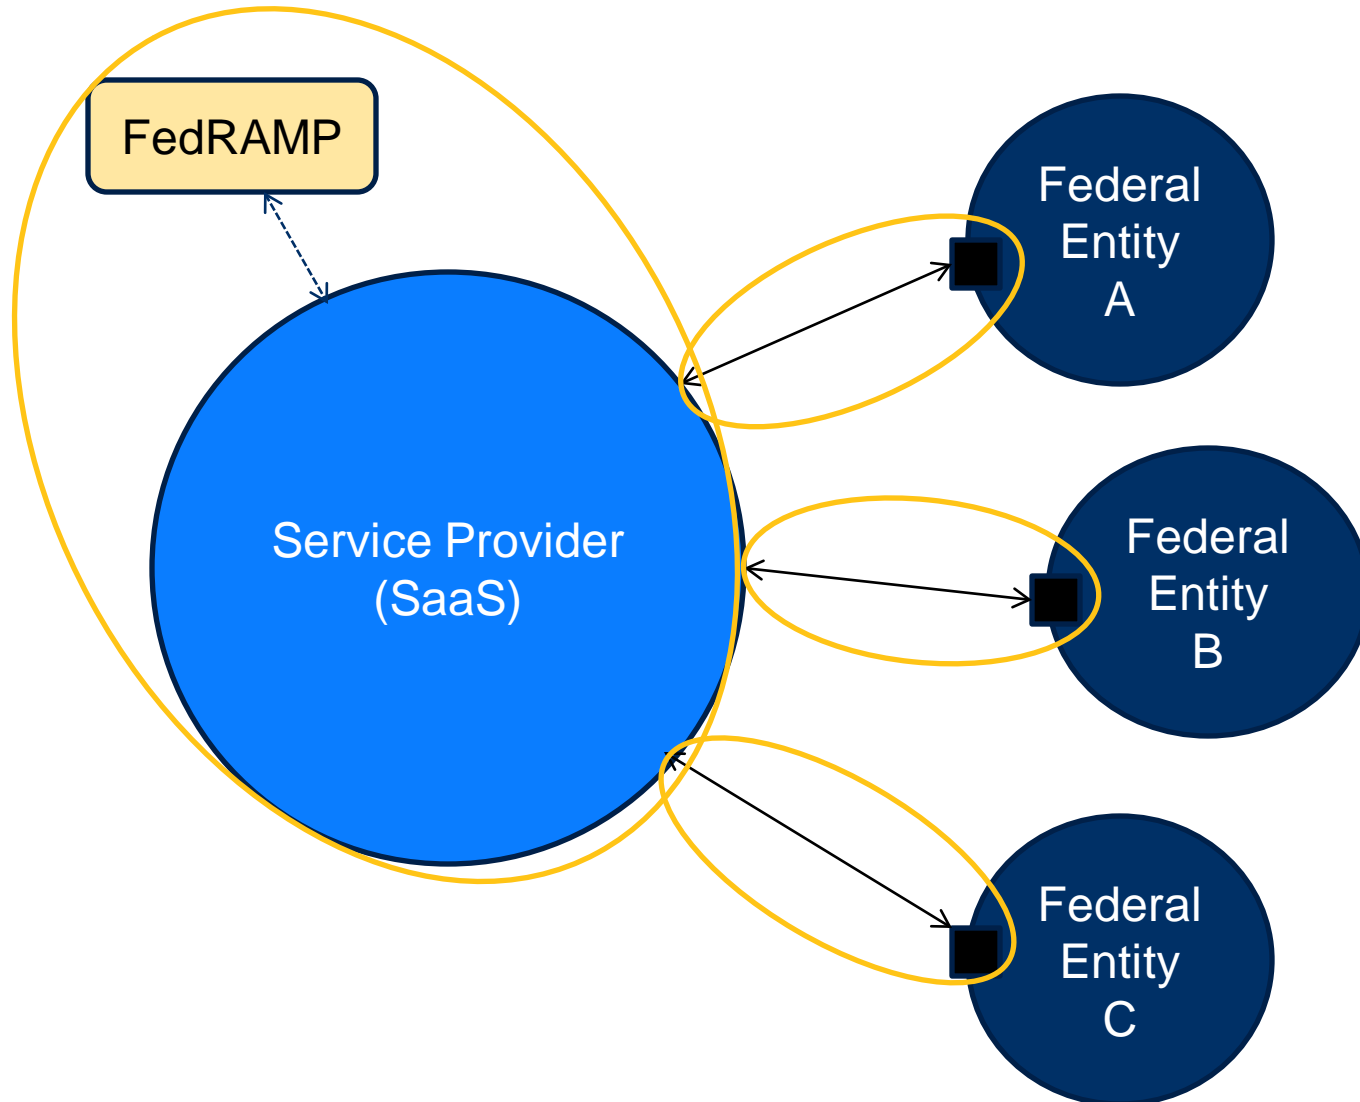 FedRAMP
Service Provider
(SaaS)
Federal
Entity
A
Federal
Entity
B
Federal
Entity
C